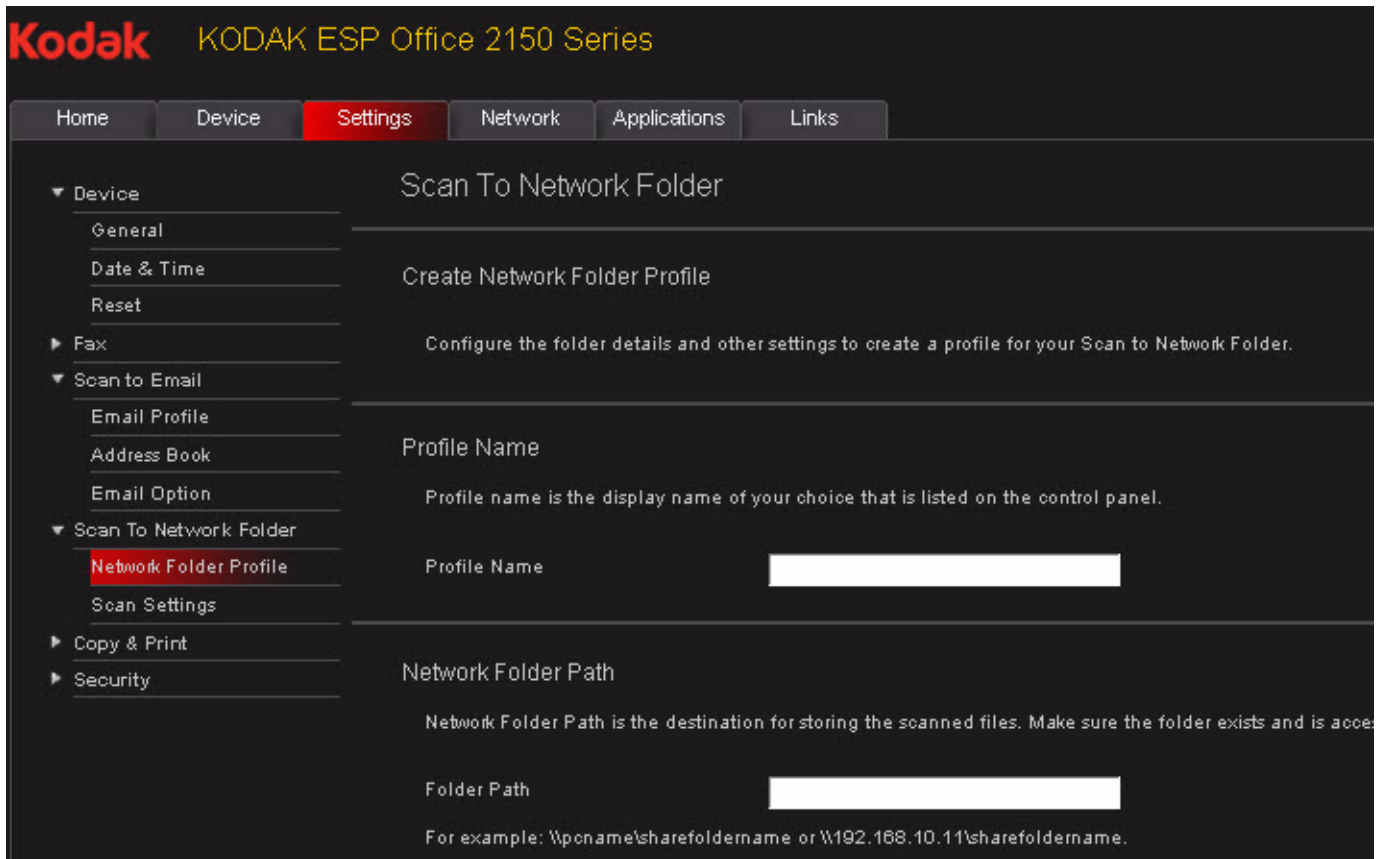 Kodak KODAK ESP Office 2150 Series
Home Device Settings Network Applications Links
Device
General
Date & Time
Reset
Fax
Scan to Email
Email Profile
Address Book
Email Option
Scan To Network Folder
Network Folder Profile
Scan Settings
Copy & Print
Security
Scan To Network Folder
Create Network Folder Profile
Configure the folder details and other settings to create a profile for your Scan to Network Folder.
Profile Name
Profile name is the display name of your choice that is listed on the control panel.
Profile Name
Network Folder Path
Network Folder Path is the destination for storing the scanned files. Make sure the folder exists and is
Folder Path
For example: \\pcname\sharefoldername or \\192.168.10.11\sharefoldername.